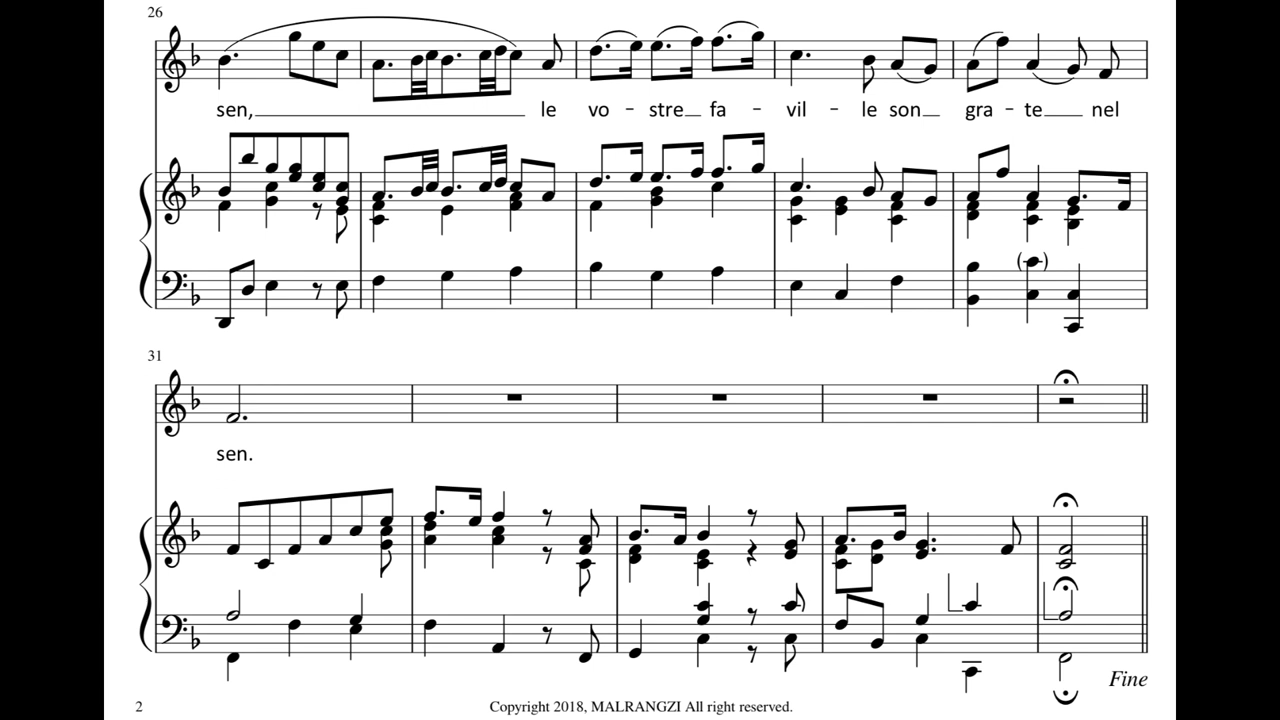 26
sen, le vo - stre fa - vil - le son gra - te nel
31
sen.
Fine
2 Copyright 2018, MALRANGZI All right reserved.